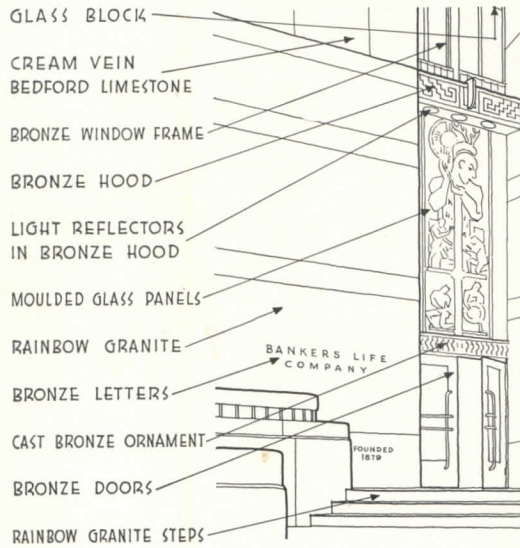 GLASS BLOCK
CREAM VEIN
BEDFORD LIMESTONE
BRONZE WINDOW FRAME
BRONZE HOOD
LIGHT REFLECTORS
IN BRONZE HOOD
MOULDED GLASS PANELS
RAINBOW GRANITE
BRONZE LETTERS
CAST BRONZE ORNAMENT
BRONZE DOORS
RAINBOW GRANITE STEPS
BANKERS LIFE
COMPANY
FOUNDED
1879